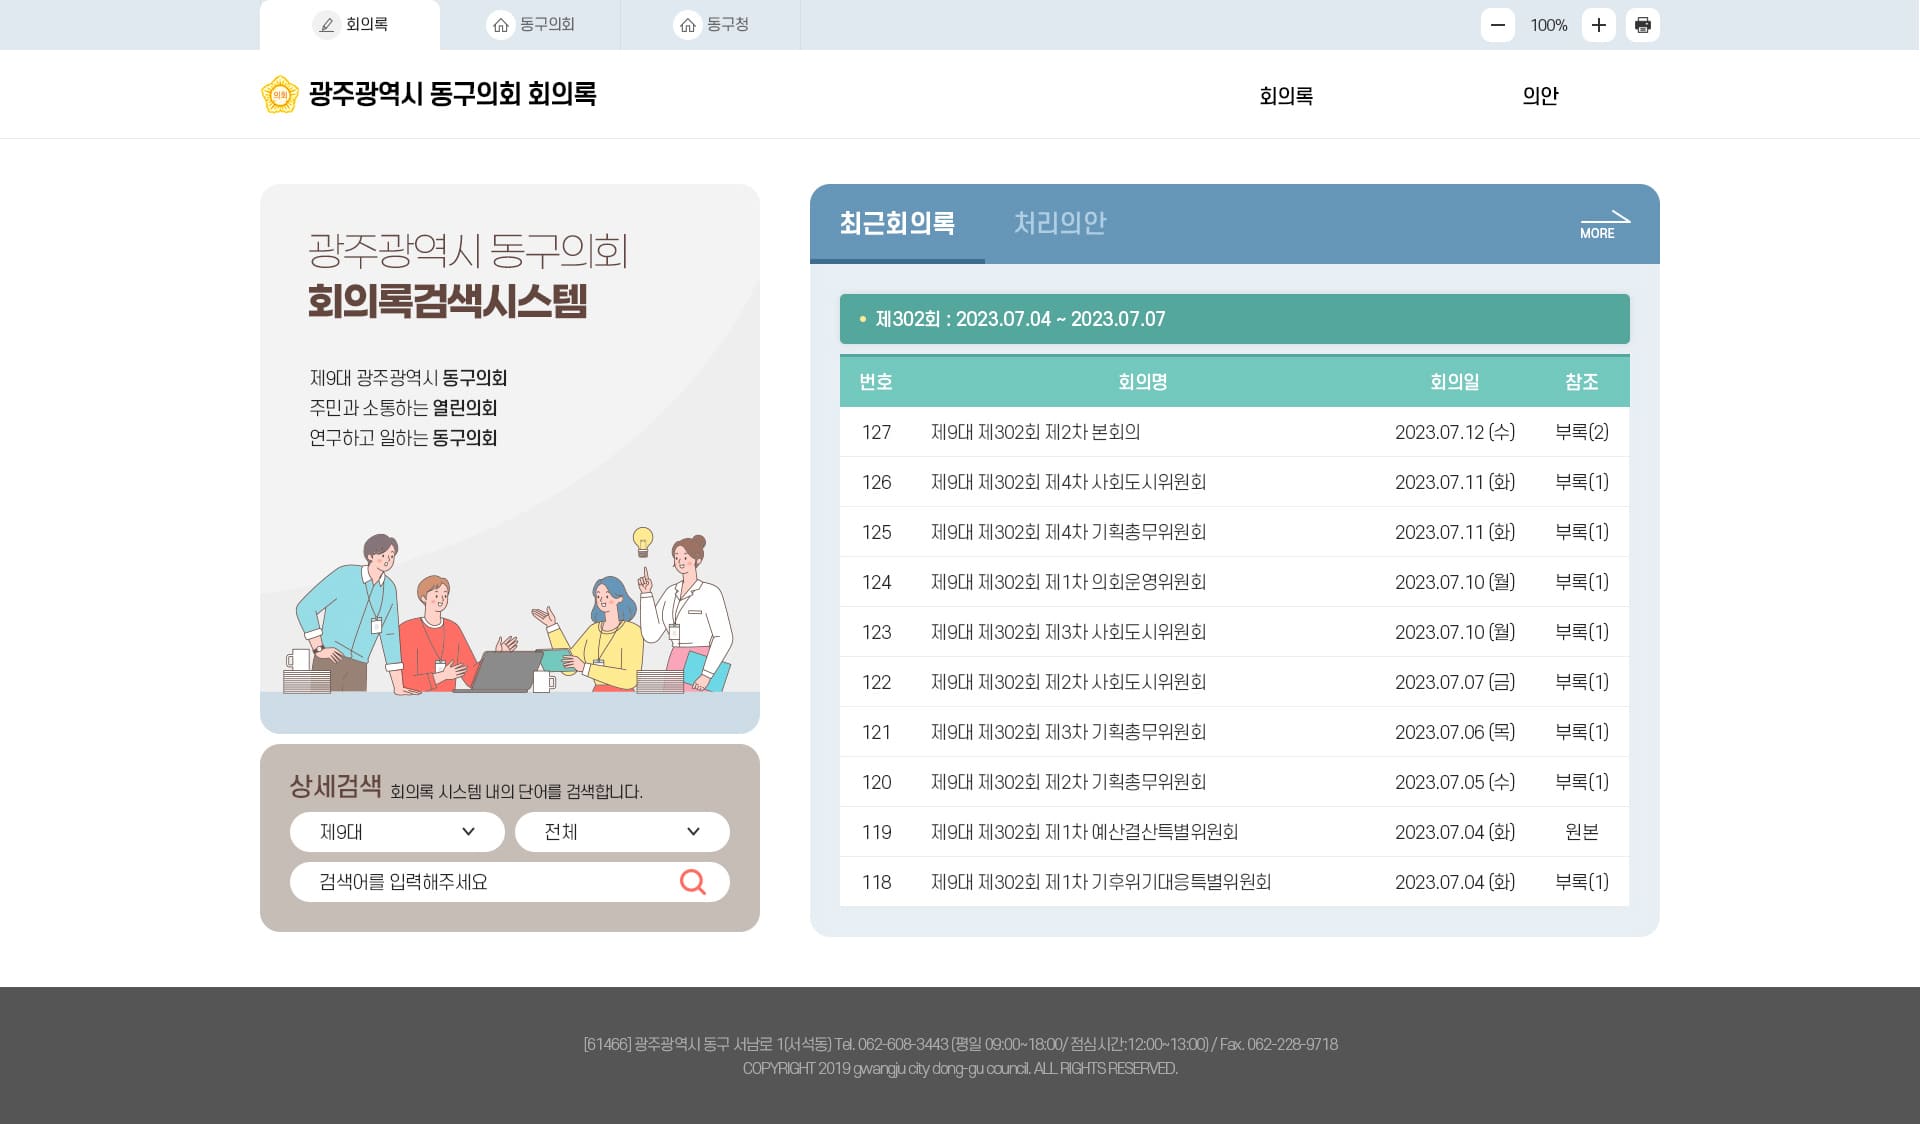 회의록
동구의회
동구청
100%
의회
광주광역시 동구의회 회의록
회의록
의안
광주광역시 동구의회
회의록검색시스템
제9대 광주광역시 동구의회
주민과 소통하는 열린의회
연구하고 일하는 동구의회
상세검색 회의록 시스템 내의 단어를 검색합니다.
제9대
전체
검색어를 입력해주세요
최근회의록
처리의안
MORE
제302회 : 2023.07.04 ~ 2023.07.07
번호 회의명 회의일 참조
127 제9대 제302회 제2차 본회의 2023.07.12 (수) 부록(2)
126 제9대 제302회 제4차 사회도시위원회 2023.07.11 (화) 부록(1)
125 제9대 제302회 제4차 기획총무위원회 2023.07.11 (화) 부록(1)
124 제9대 제302회 제1차 의회운영위원회 2023.07.10 (월) 부록(1)
123 제9대 제302회 제3차 사회도시위원회 2023.07.10 (월) 부록(1)
122 제9대 제302회 제2차 사회도시위원회 2023.07.07 (금) 부록(1)
121 제9대 제302회 제3차 기획총무위원회 2023.07.06 (목) 부록(1)
120 제9대 제302회 제2차 기획총무위원회 2023.07.05 (수) 부록(1)
119 제9대 제302회 제1차 예산결산특별위원회 2023.07.04 (화) 원본
118 제9대 제302회 제1차 기후위기대응특별위원회 2023.07.04 (화) 부록(1)
[61466] 광주광역시 동구 서남로 1(서석동) Tel. 062-608-3443 (평일 09:00~18:00/ 점심시간:12:00~13:00) / Fax. 062-228-9718
COPYRIGHT 2019 gwangju city dong-gu council. ALL RIGHTS RESERVED.